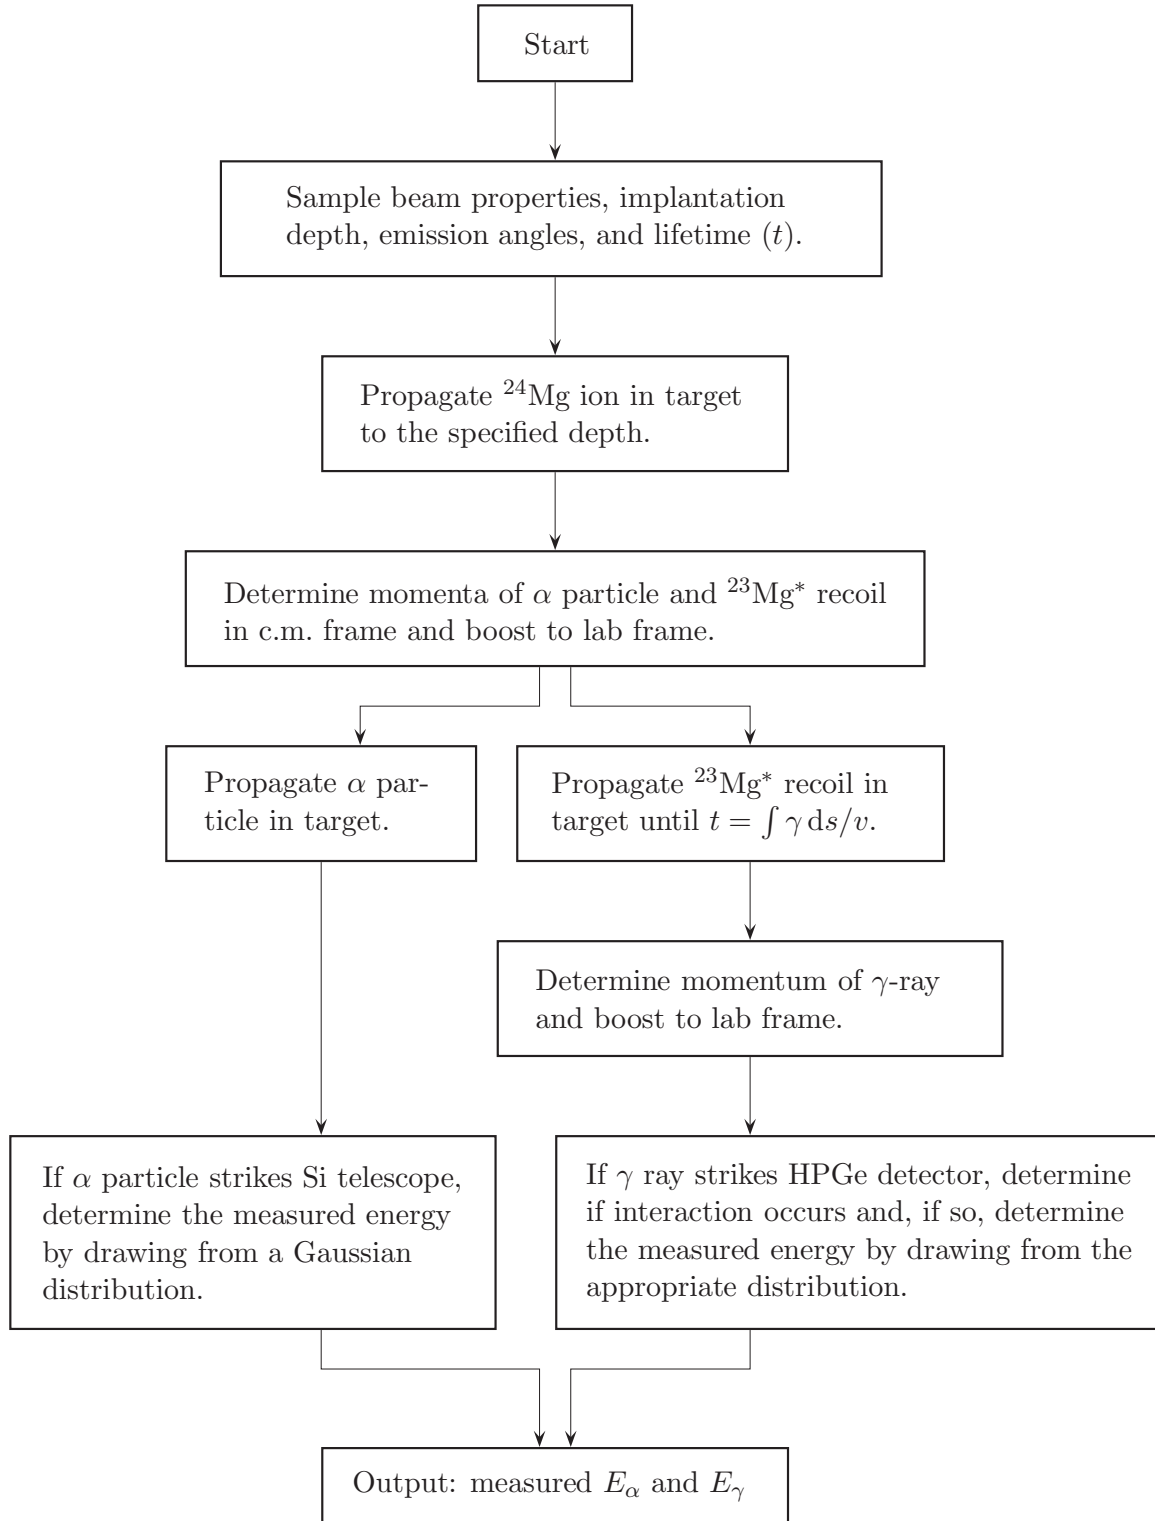 Start
Sample beam properties, implantation
depth, emission angles, and lifetime (t).
Propagate ²⁴Mg ion in target
to the specified depth.
Determine momenta of α particle and ²³Mg* recoil
in c.m. frame and boost to lab frame.
Propagate α par-
ticle in target.
Propagate ²³Mg* recoil in
target until t = ∫ γ ds/v.
Determine momentum of γ-ray
and boost to lab frame.
If α particle strikes Si telescope,
determine the measured energy
by drawing from a Gaussian
distribution.
If γ ray strikes HPGe detector, determine
if interaction occurs and, if so, determine
the measured energy by drawing from the
appropriate distribution.
Output: measured E_α and E_γ